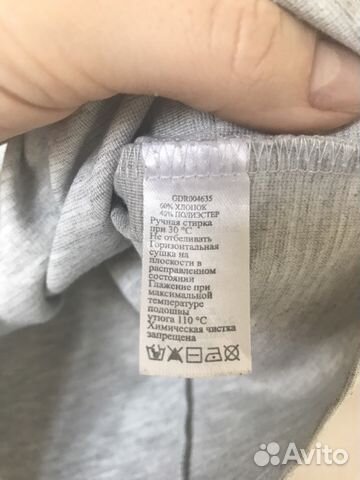 GDR004635
60% ХЛОПОК
40% ПОЛИЭСТЕР
Ручная стирка
при 30 °C
Не отбеливать
Горизонтальная
сушка на
плоскости в
расправленном
состоянии
Глажение при
максимальной
температуре
подошвы
утюга 110 °C
Химическая чистка
запрещена
Avito